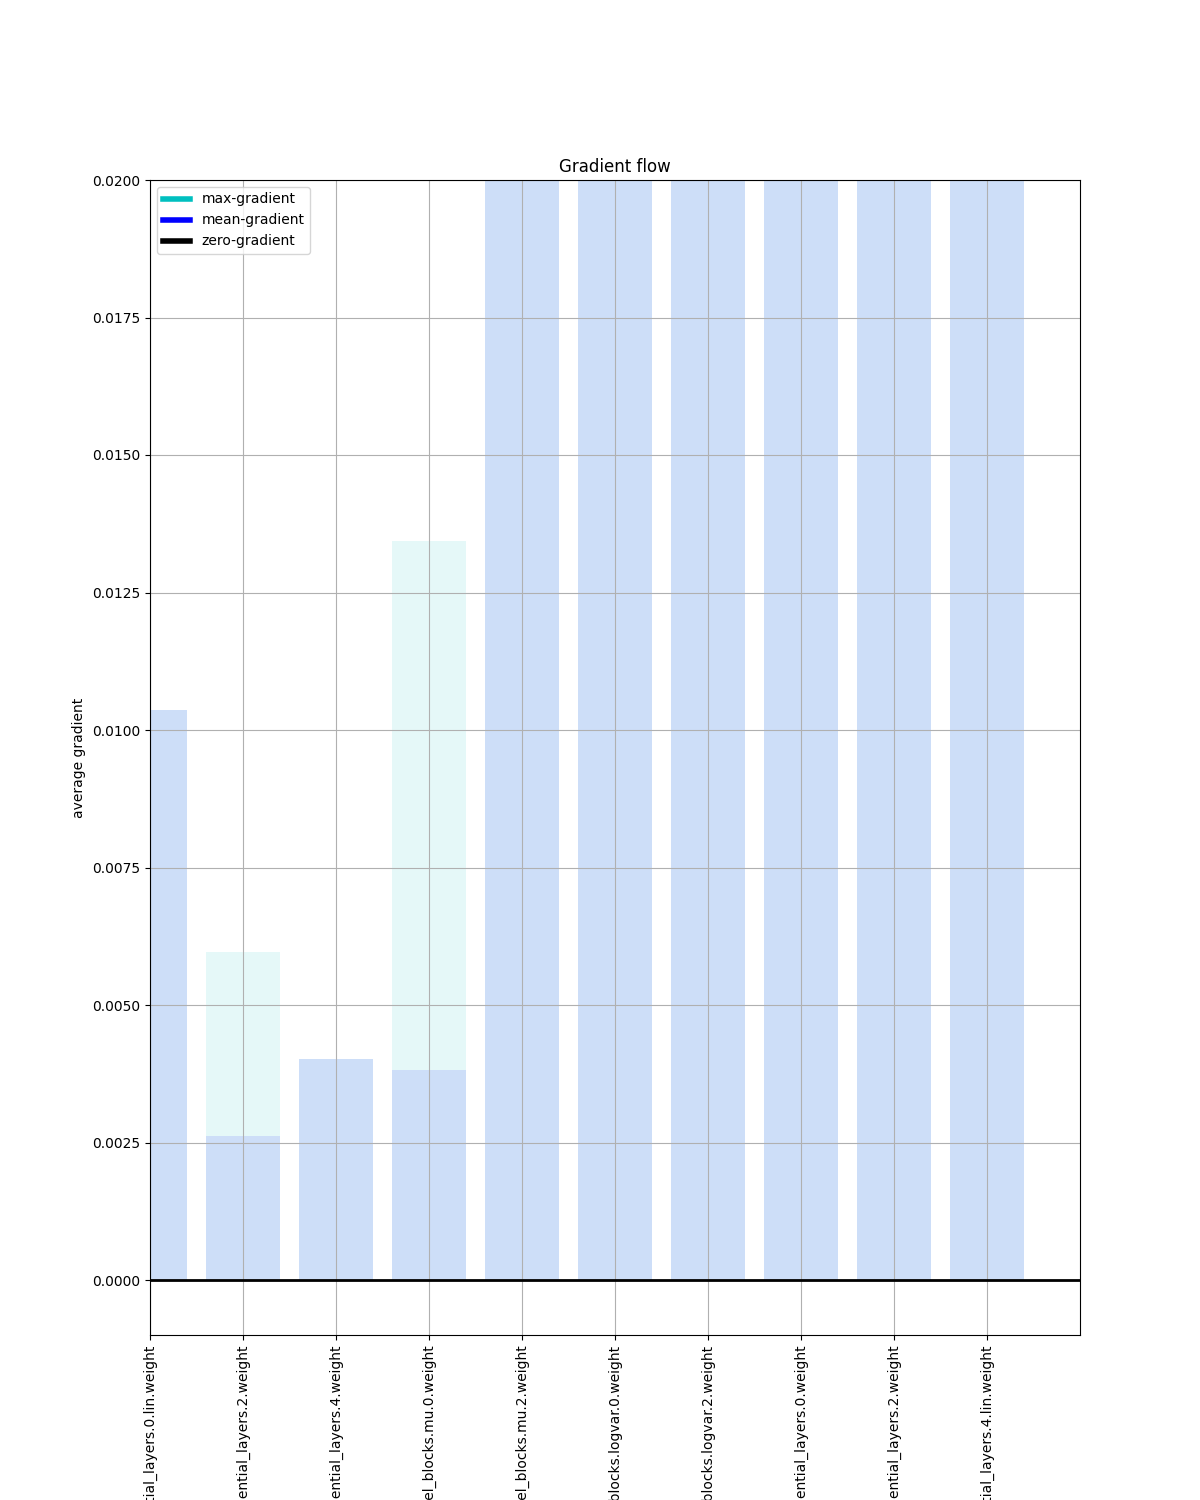 Gradient flow
max-gradient
mean-gradient
zero-gradient
0.0200
0.0175
0.0150
0.0125
0.0100
0.0075
0.0050
0.0025
0.0000
average gradient
tial_layers.0.lin.weight
ential_layers.2.weight
ential_layers.4.weight
el_blocks.mu.0.weight
el_blocks.mu.2.weight
blocks.logvar.0.weight
blocks.logvar.2.weight
ential_layers.0.weight
ential_layers.2.weight
tial_layers.4.lin.weight